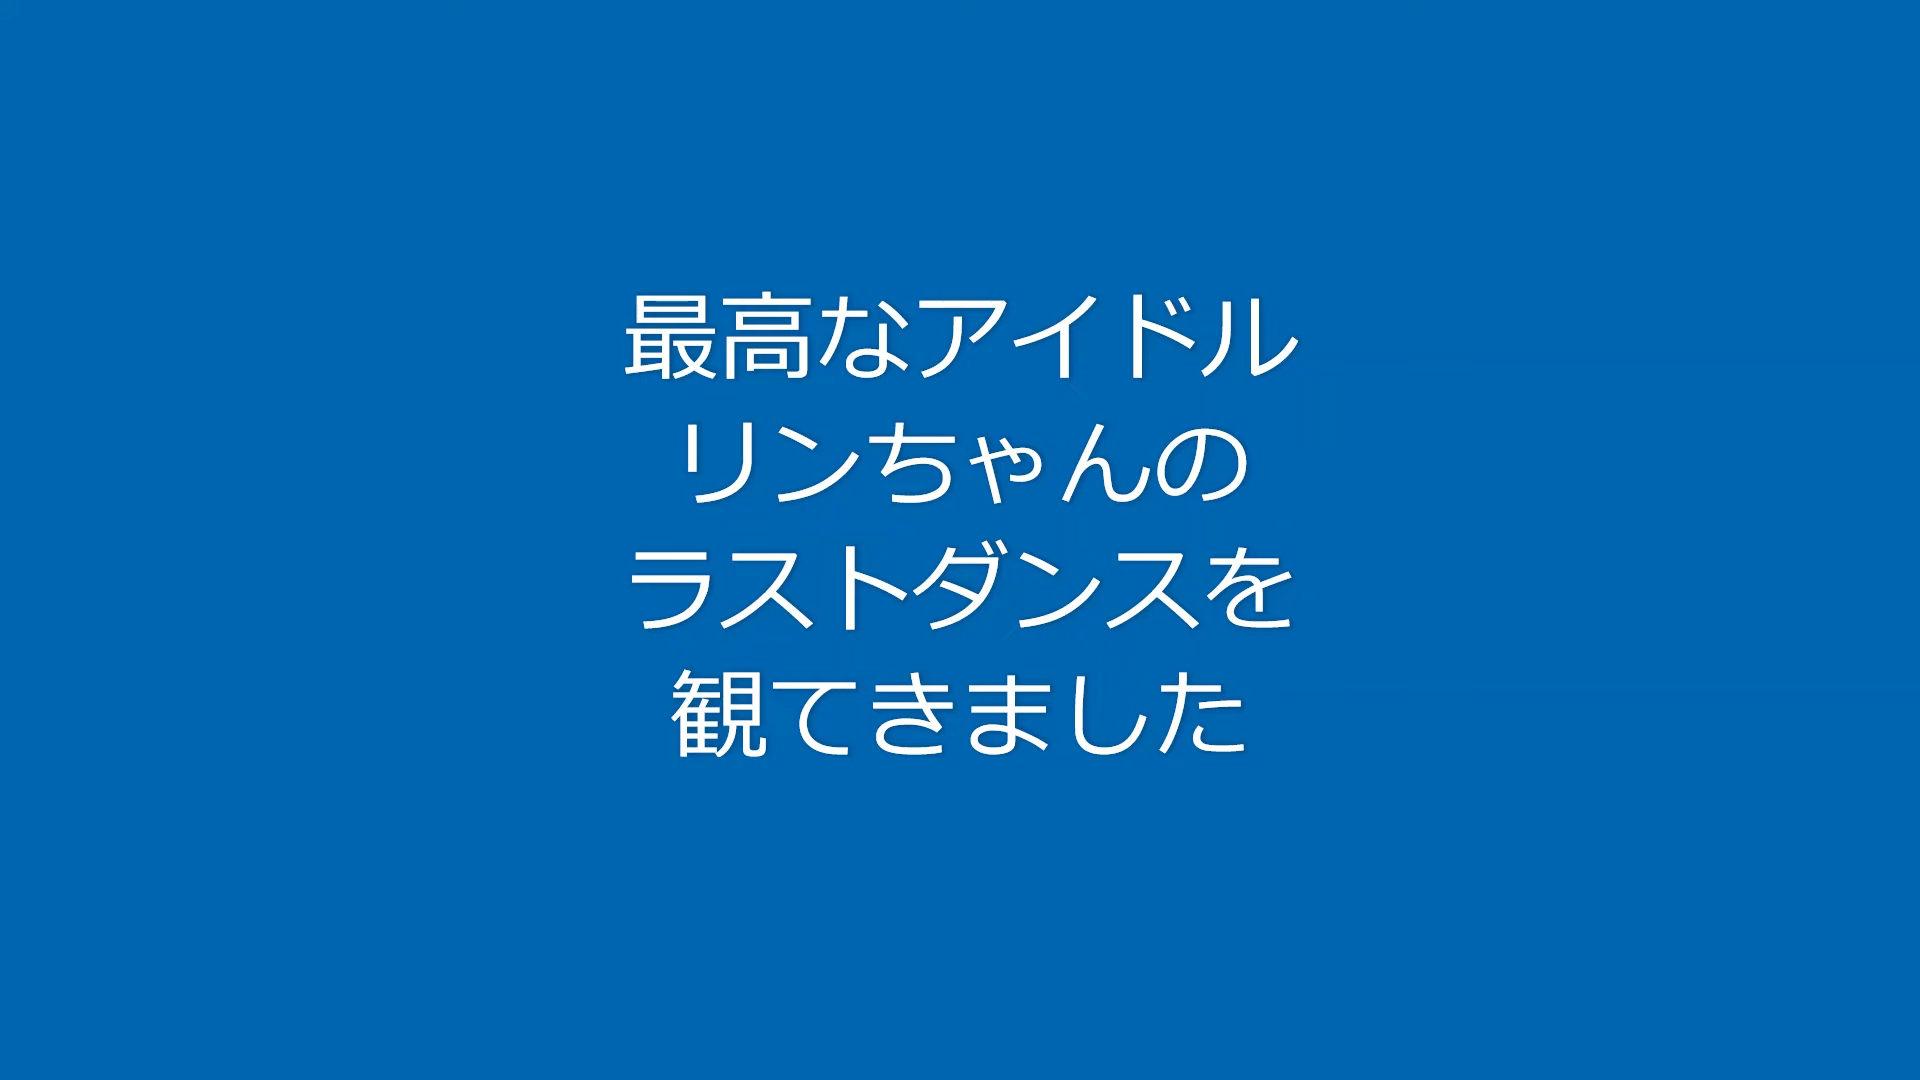 最高なアイドル
リンちゃんの
ラストダンスを
観てきました